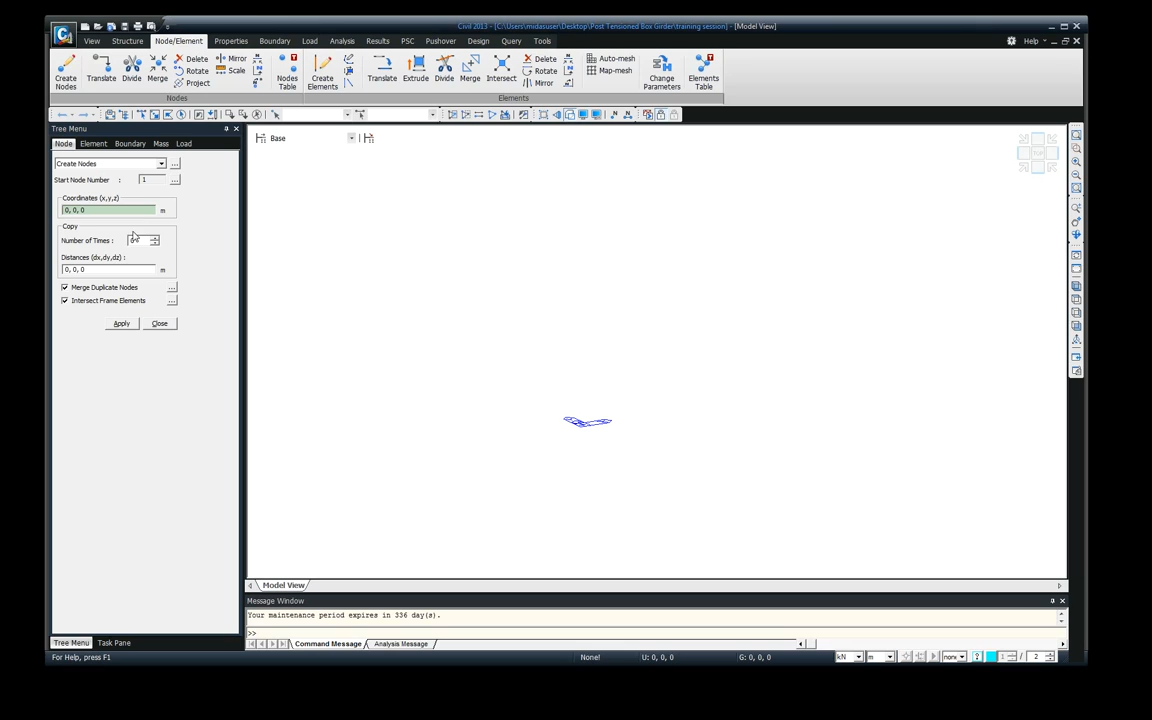 Civil 2013 - [C:\Users\midasuser\Desktop\Post Tensioned Box Girder\training session] - [Model View]
View Structure Node/Element Properties Boundary Load Analysis Results PSC Pushover Design Query Tools Help
Create Nodes Translate Divide Merge Delete Rotate Project Mirror Scale Nodes Table Create Elements Translate Extrude Divide Merge Intersect Delete Rotate Mirror Auto-mesh Map-mesh Change Parameters Elements Table
Nodes Elements
Tree Menu
Node Element Boundary Mass Load
Base
TOP
Create Nodes
Start Node Number : 1
Coordinates (x,y,z)
0, 0, 0 m
Copy
Number of Times :
Distances (dx,dy,dz) :
0, 0, 0 m
Merge Duplicate Nodes
Intersect Frame Elements
Apply Close
Model View
Message Window
Your maintenance period expires in 336 day(s).
>>
Tree Menu Task Pane Command Message Analysis Message
For Help, press F1 None! U: 0, 0, 0 G: 0, 0, 0 kN m non 1 / 2